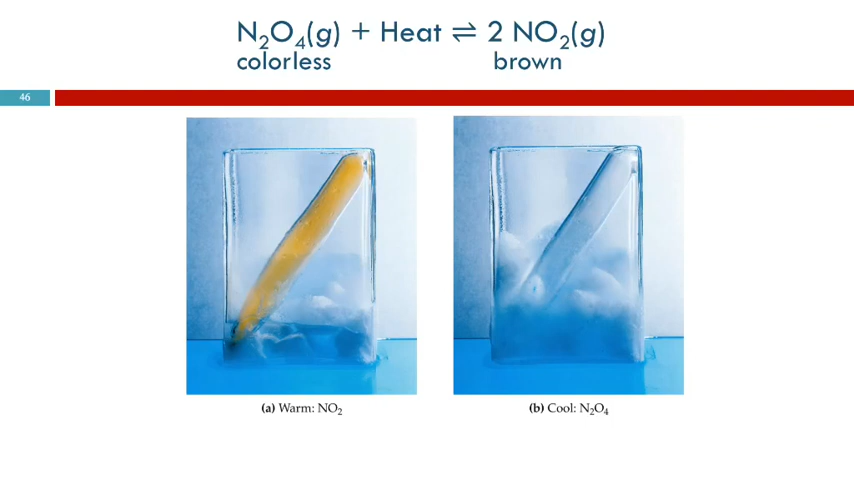 N₂O₄(g) + Heat ⇌ 2 NO₂(g)
colorless brown
46
(a) Warm: NO₂
(b) Cool: N₂O₄